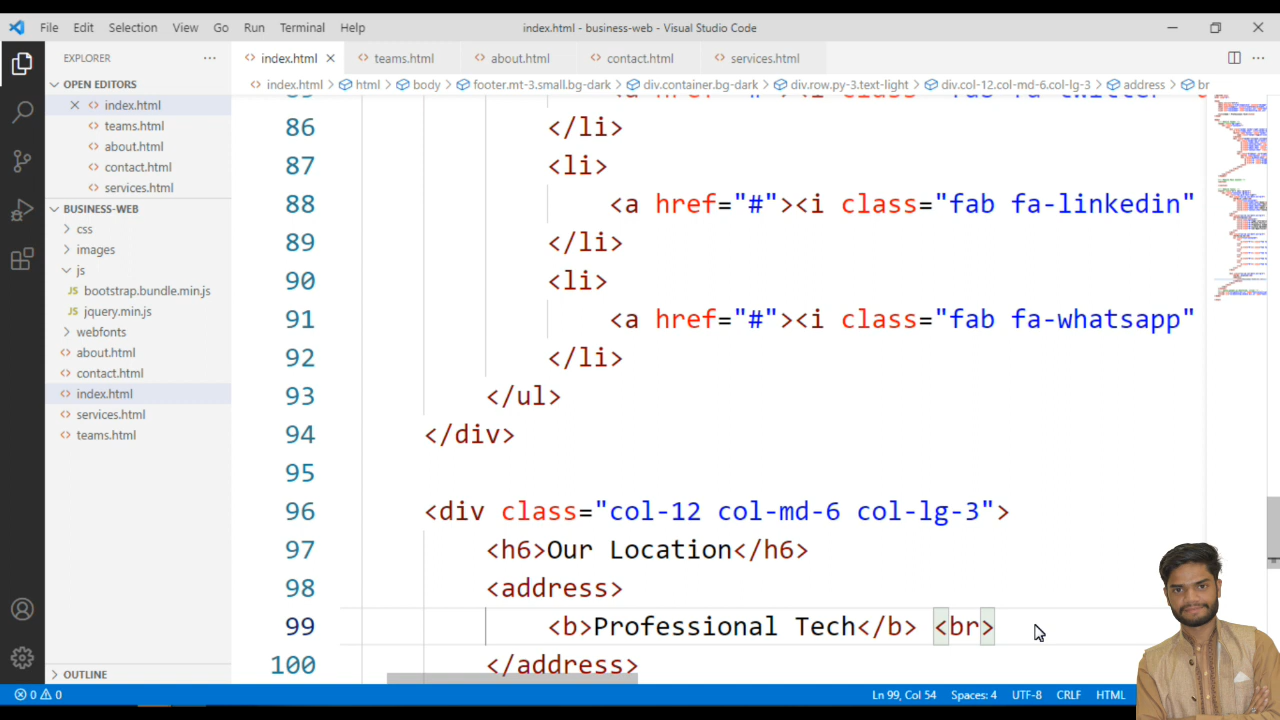 File Edit Selection View Go Run Terminal Help
index.html - business-web - Visual Studio Code
EXPLORER
OPEN EDITORS
index.html
teams.html
about.html
contact.html
services.html
BUSINESS-WEB
css
images
js
JS bootstrap.bundle.min.js
JS jquery.min.js
webfonts
about.html
contact.html
index.html
services.html
teams.html
OUTLINE
index.html teams.html about.html contact.html services.html
index.html html body footer.mt-3.small.bg-dark div.container.bg-dark div.row.py-3.text-light div.col-12.col-md-6.col-lg-3 address br
86 </li>
87 <li>
88 <a href="#"><i class="fab fa-linkedin"
89 </li>
90 <li>
91 <a href="#"><i class="fab fa-whatsapp"
92 </li>
93 </ul>
94 </div>
95
96 <div class="col-12 col-md-6 col-lg-3">
97 <h6>Our Location</h6>
98 <address>
99 <b>Professional Tech</b> <br>
100 </address>
0 0 Ln 99, Col 54 Spaces: 4 UTF-8 CRLF HTML